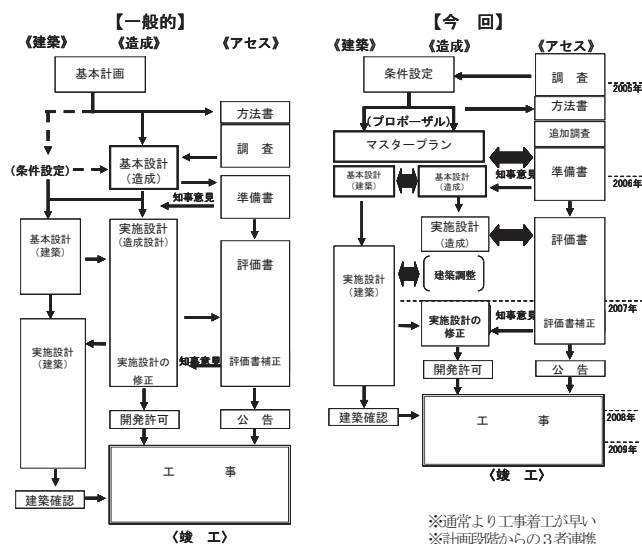 【一般的】
《建築》
《造成》
《アセス》
基本計画
方法書
調　査
(条件設定)
基本設計
（造成）
知事意見
準備書
基本設計
（建築）
実施設計
（造成設計）
評価書
実施設計
（建築）
実施設計の
修正
知事意見
評価書補正
開発許可
公　告
工　　事
建築確認
〈竣　工〉
【今　回】
《建築》
《造成》
《アセス》
条件設定
調　査
2005年
方法書
(プロポーザル)
追加調査
マスタープラン
準備書
基本設計
（建築）
基本設計
（造成）
知事意見
2006年
実施設計
（造成）
評価書
実施設計
（建築）
建築調整
2007年
実施設計の
修正
知事意見
評価書補正
開発許可
公　告
建築確認
工　　事
2008年
2009年
〈竣　工〉
※通常より工事着工が早い
※計画段階からの３者連携